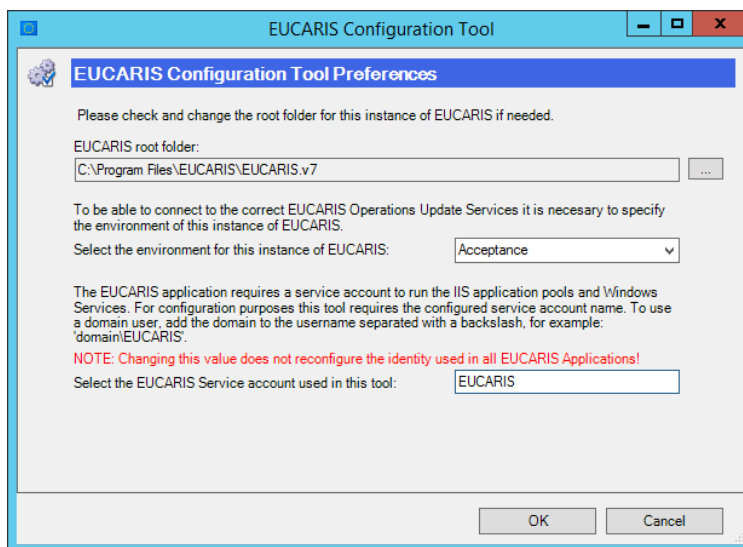 EUCARIS Configuration Tool
EUCARIS Configuration Tool Preferences
Please check and change the root folder for this instance of EUCARIS if needed.
EUCARIS root folder:
C:\Program Files\EUCARIS\EUCARIS.v7
...
To be able to connect to the correct EUCARIS Operations Update Services it is necesary to specify
the environment of this instance of EUCARIS.
Select the environment for this instance of EUCARIS:
Acceptance
The EUCARIS application requires a service account to run the IIS application pools and Windows
Services. For configuration purposes this tool requires the configured service account name. To use
a domain user, add the domain to the username separated with a backslash, for example:
'domain\EUCARIS'.
NOTE: Changing this value does not reconfigure the identity used in all EUCARIS Applications!
Select the EUCARIS Service account used in this tool:
EUCARIS
OK
Cancel